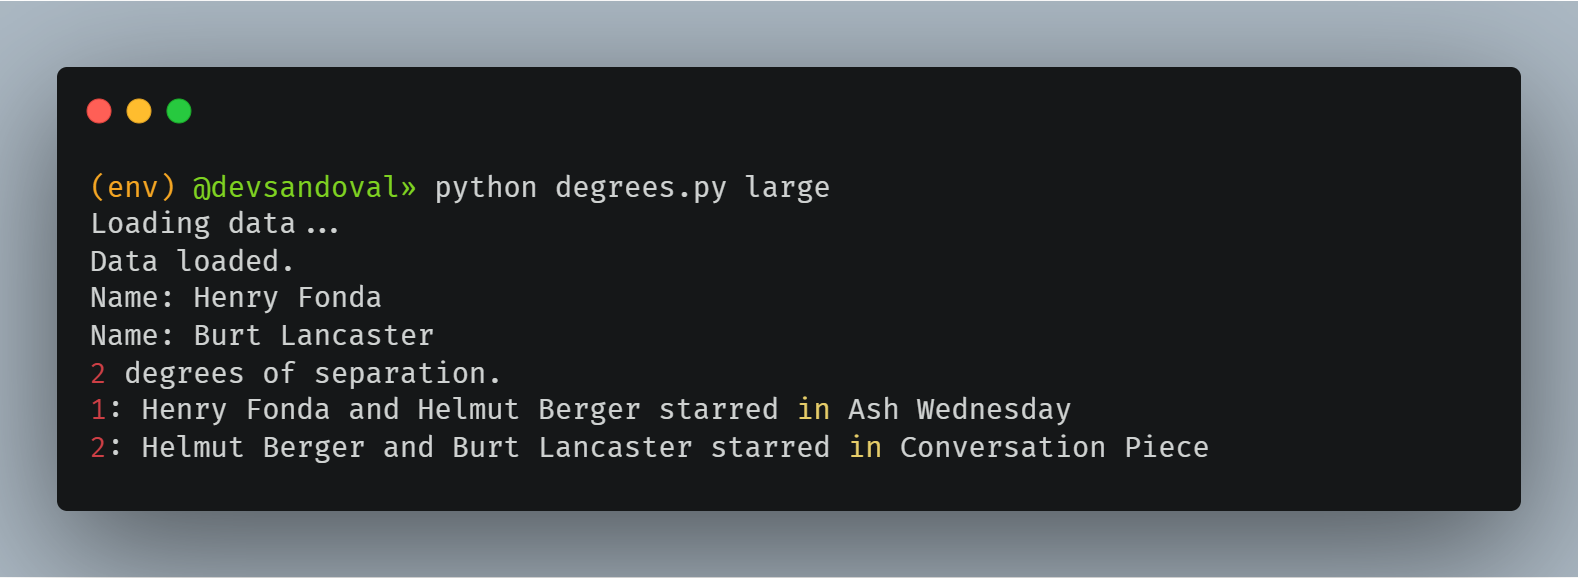 (env) @devsandoval» python degrees.py large
Loading data...
Data loaded.
Name: Henry Fonda
Name: Burt Lancaster
2 degrees of separation.
1: Henry Fonda and Helmut Berger starred in Ash Wednesday
2: Helmut Berger and Burt Lancaster starred in Conversation Piece